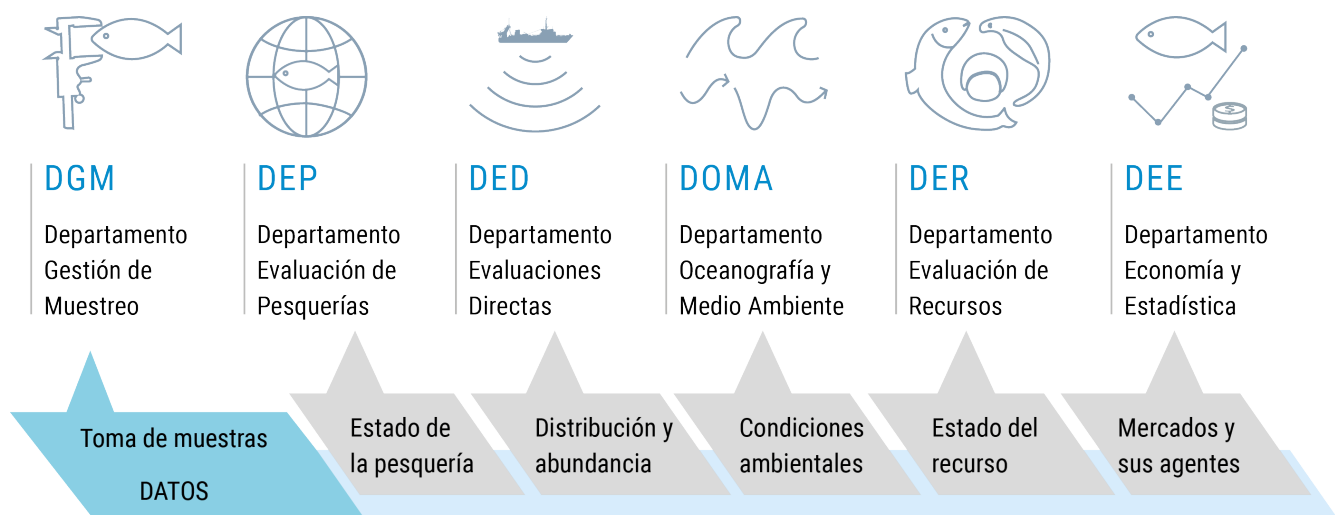 DGM
Departamento
Gestión de
Muestreo
DEP
Departamento
Evaluación de
Pesquerías
DED
Departamento
Evaluaciones
Directas
DOMA
Departamento
Oceanografía y
Medio Ambiente
DER
Departamento
Evaluación de
Recursos
DEE
Departamento
Economía y
Estadística
Toma de muestras
DATOS
Estado de
la pesquería
Distribución y
abundancia
Condiciones
ambientales
Estado del
recurso
Mercados y
sus agentes
$